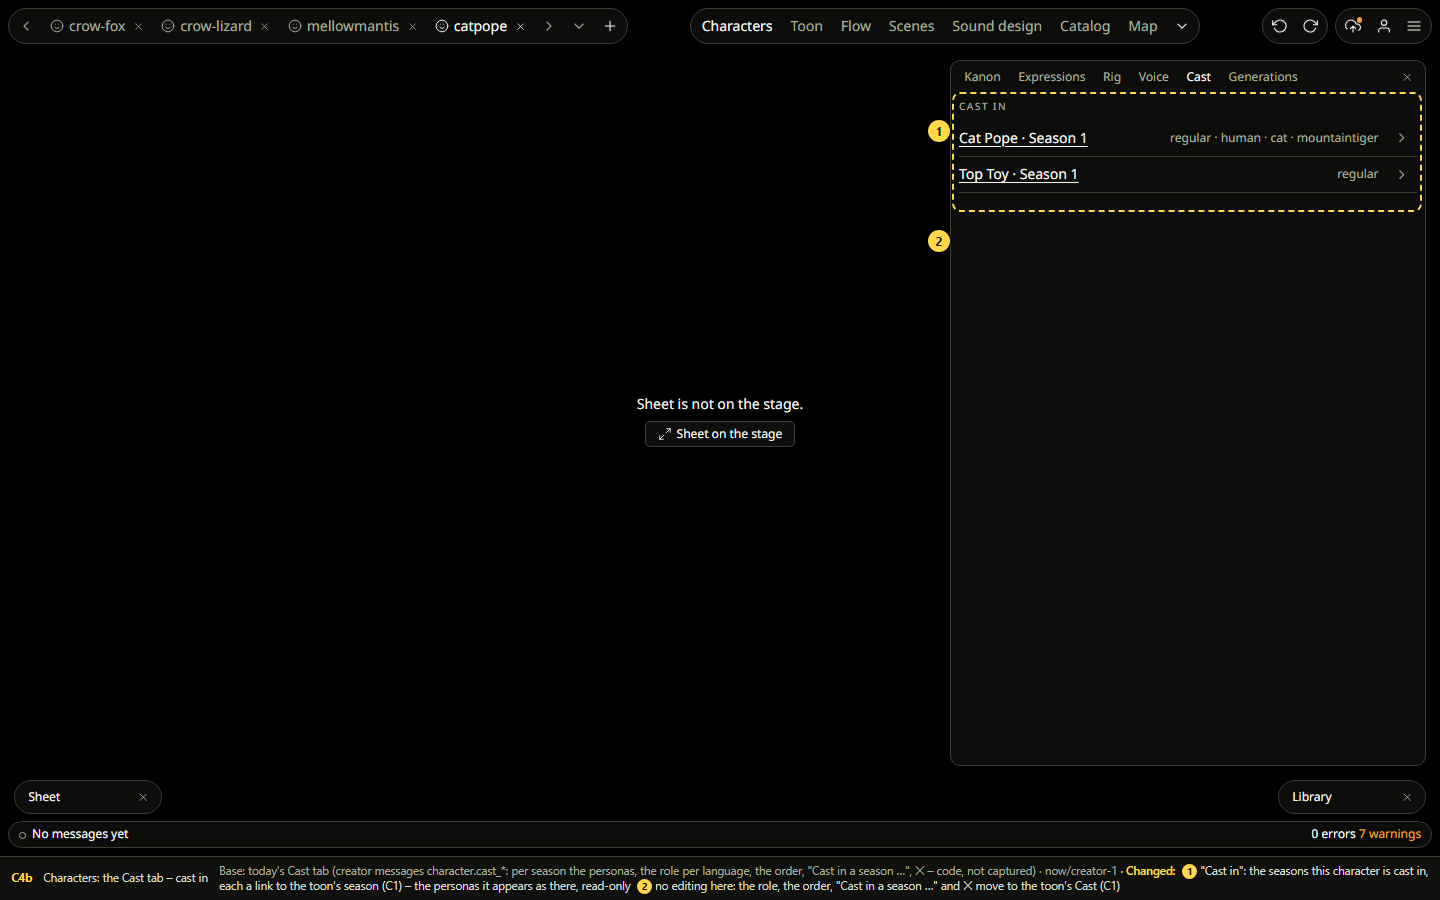 crow-fox crow-lizard mellowmantis catpope
Characters Toon Flow Scenes Sound design Catalog Map
Kanon Expressions Rig Voice Cast Generations
CAST IN
1
Cat Pope · Season 1 regular · human · cat · mountaintiger
Top Toy · Season 1 regular
2
Sheet is not on the stage.
Sheet on the stage
Sheet
Library
No messages yet
0 errors 7 warnings
C4b Characters: the Cast tab – cast in
Base: today's Cast tab (creator messages character.cast_*: per season the personas, the role per language, the order, "Cast in a season ...", X – code, not captured) · now/creator-1 · Changed: 1 "Cast in": the seasons this character is cast in,
each a link to the toon's season (C1) – the personas it appears as there, read-only 2 no editing here: the role, the order, "Cast in a season ..." and X move to the toon's Cast (C1)